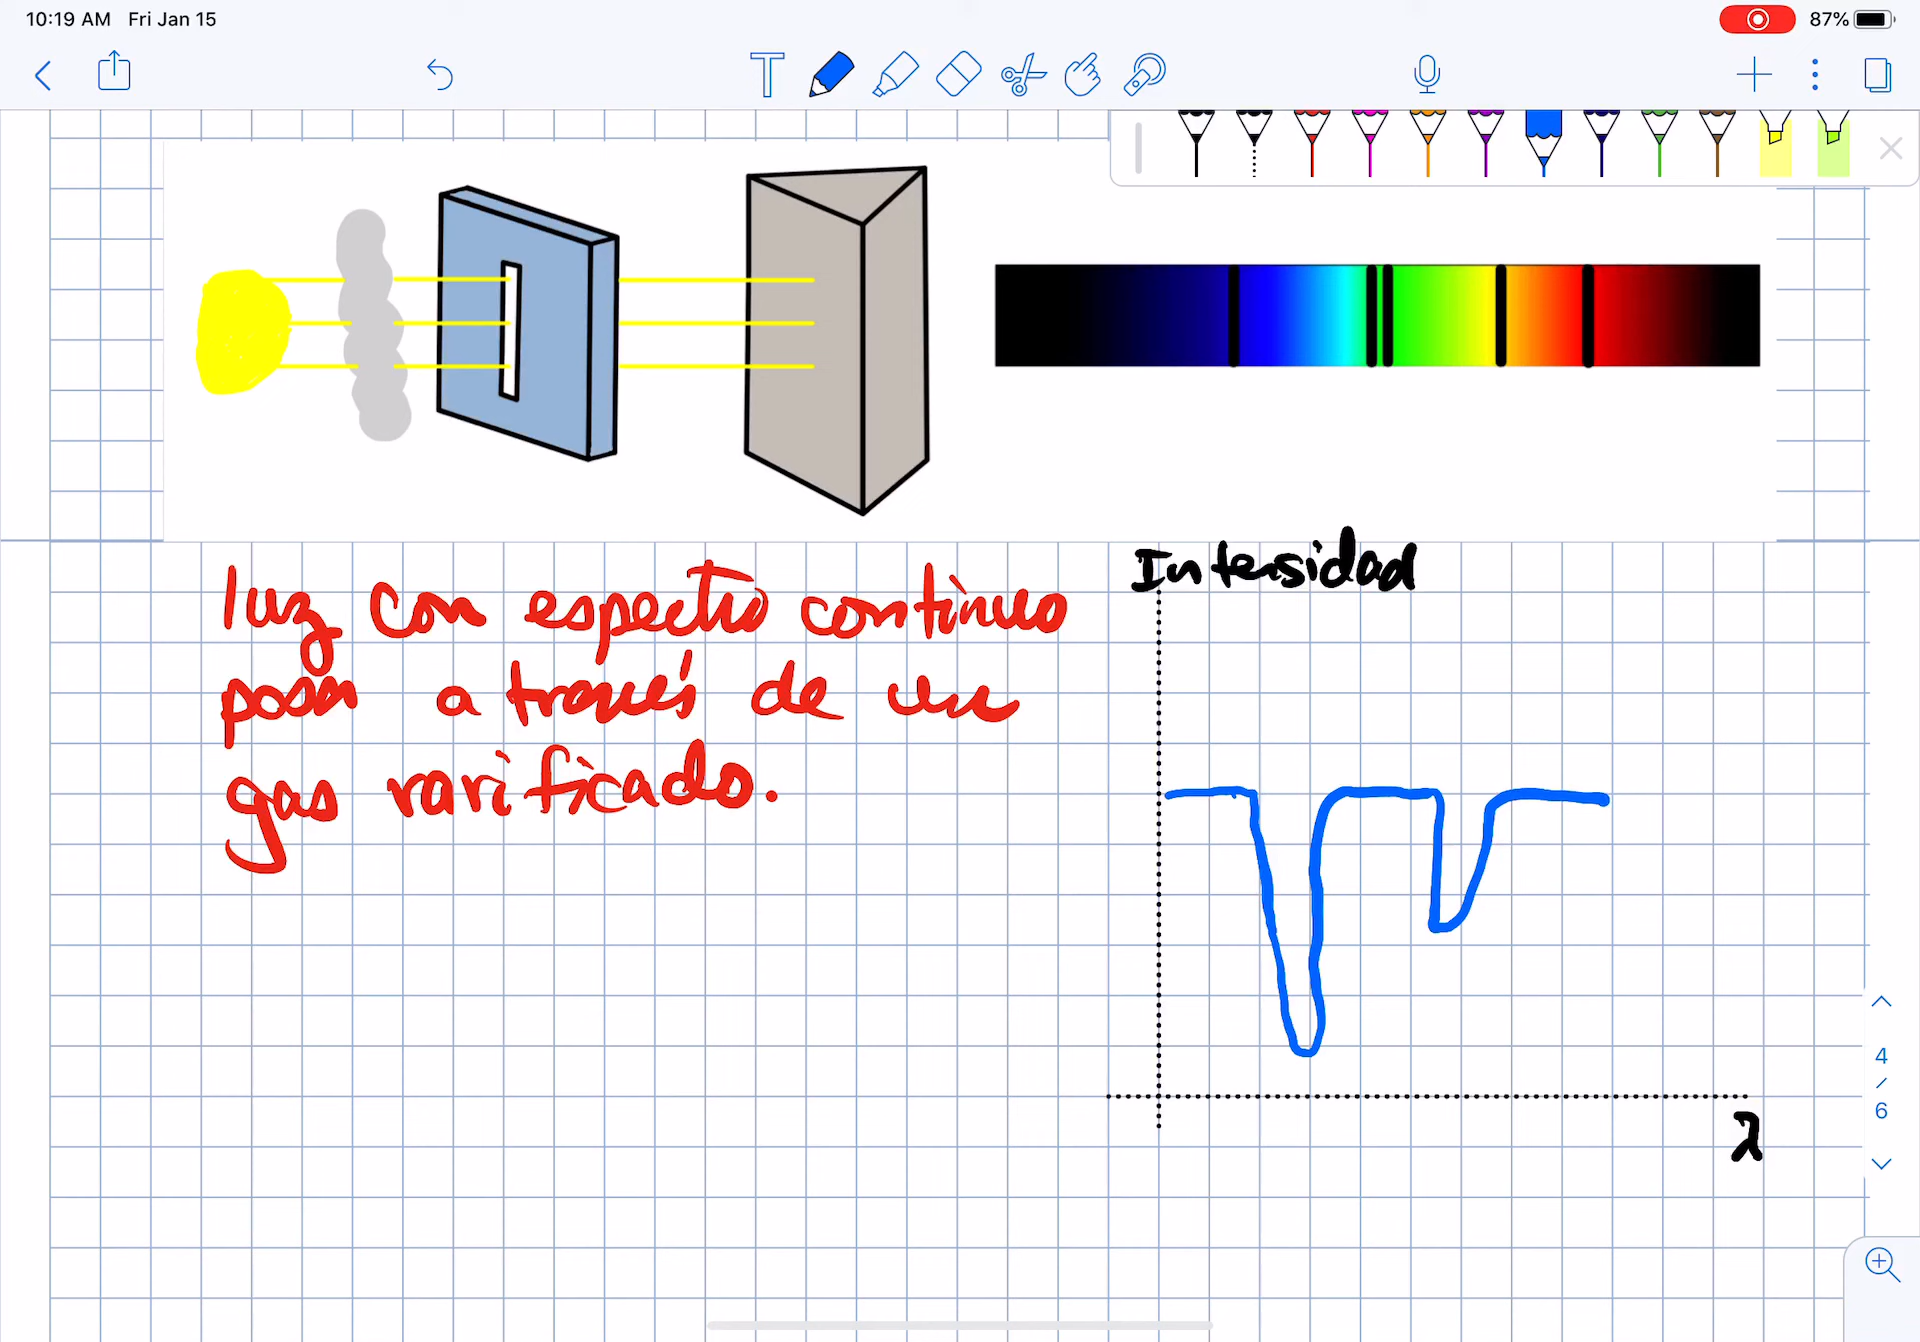 10:19 AM Fri Jan 15
87%
T
Intensidad
luz con espectro continuo
pasa a través de un
gas rarificado.
λ
4
/
6